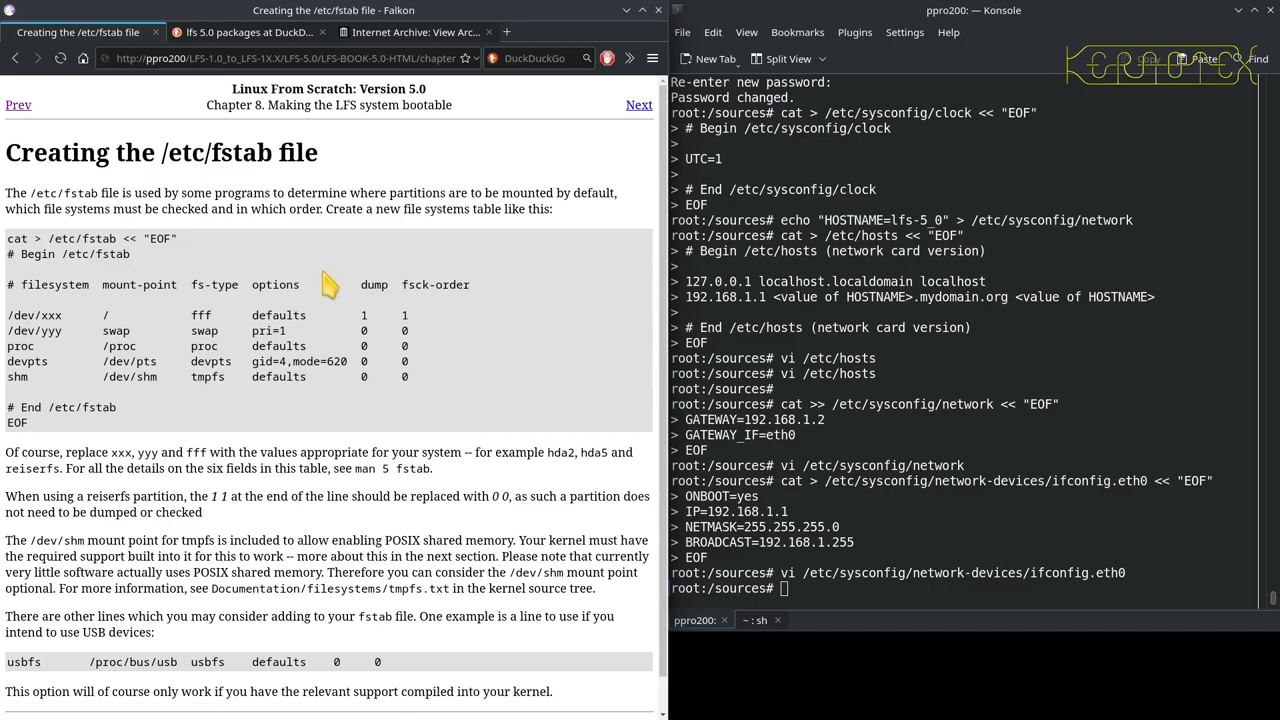 Creating the /etc/fstab file - Falkon
Creating the /etc/fstab file
lfs 5.0 packages at DuckD...
Internet Archive: View Arc...
http://ppro200/LFS-1.0_to_LFS-1X.X/LFS-5.0/LFS-BOOK-5.0-HTML/chapter
DuckDuckGo
Linux From Scratch: Version 5.0
Prev
Chapter 8. Making the LFS system bootable
Next
Creating the /etc/fstab file
The /etc/fstab file is used by some programs to determine where partitions are to be mounted by default,
which file systems must be checked and in which order. Create a new file systems table like this:
cat > /etc/fstab << "EOF"
# Begin /etc/fstab
# filesystem mount-point fs-type options dump fsck-order
/dev/xxx / fff defaults 1 1
/dev/yyy swap swap pri=1 0 0
proc /proc proc defaults 0 0
devpts /dev/pts devpts gid=4,mode=620 0 0
shm /dev/shm tmpfs defaults 0 0
# End /etc/fstab
EOF
Of course, replace xxx, yyy and fff with the values appropriate for your system -- for example hda2, hda5 and
reiserfs. For all the details on the six fields in this table, see man 5 fstab.
When using a reiserfs partition, the 1 1 at the end of the line should be replaced with 0 0, as such a partition does
not need to be dumped or checked
The /dev/shm mount point for tmpfs is included to allow enabling POSIX shared memory. Your kernel must have
the required support built into it for this to work -- more about this in the next section. Please note that currently
very little software actually uses POSIX shared memory. Therefore you can consider the /dev/shm mount point
optional. For more information, see Documentation/filesystems/tmpfs.txt in the kernel source tree.
There are other lines which you may consider adding to your fstab file. One example is a line to use if you
intend to use USB devices:
usbfs /proc/bus/usb usbfs defaults 0 0
This option will of course only work if you have the relevant support compiled into your kernel.
ppro200: — Konsole
File Edit View Bookmarks Plugins Settings Help
New Tab Split View Copy Paste Find
Re-enter new password:
Password changed.
root:/sources# cat > /etc/sysconfig/clock << "EOF"
> # Begin /etc/sysconfig/clock
>
> UTC=1
>
> # End /etc/sysconfig/clock
> EOF
root:/sources# echo "HOSTNAME=lfs-5_0" > /etc/sysconfig/network
root:/sources# cat > /etc/hosts << "EOF"
> # Begin /etc/hosts (network card version)
>
> 127.0.0.1 localhost.localdomain localhost
> 192.168.1.1 <value of HOSTNAME>.mydomain.org <value of HOSTNAME>
>
> # End /etc/hosts (network card version)
> EOF
root:/sources# vi /etc/hosts
root:/sources# vi /etc/hosts
root:/sources#
root:/sources# cat >> /etc/sysconfig/network << "EOF"
> GATEWAY=192.168.1.2
> GATEWAY_IF=eth0
> EOF
root:/sources# vi /etc/sysconfig/network
root:/sources# cat > /etc/sysconfig/network-devices/ifconfig.eth0 << "EOF"
> ONBOOT=yes
> IP=192.168.1.1
> NETMASK=255.255.255.0
> BROADCAST=192.168.1.255
> EOF
root:/sources# vi /etc/sysconfig/network-devices/ifconfig.eth0
root:/sources#
ppro200:
~ : sh